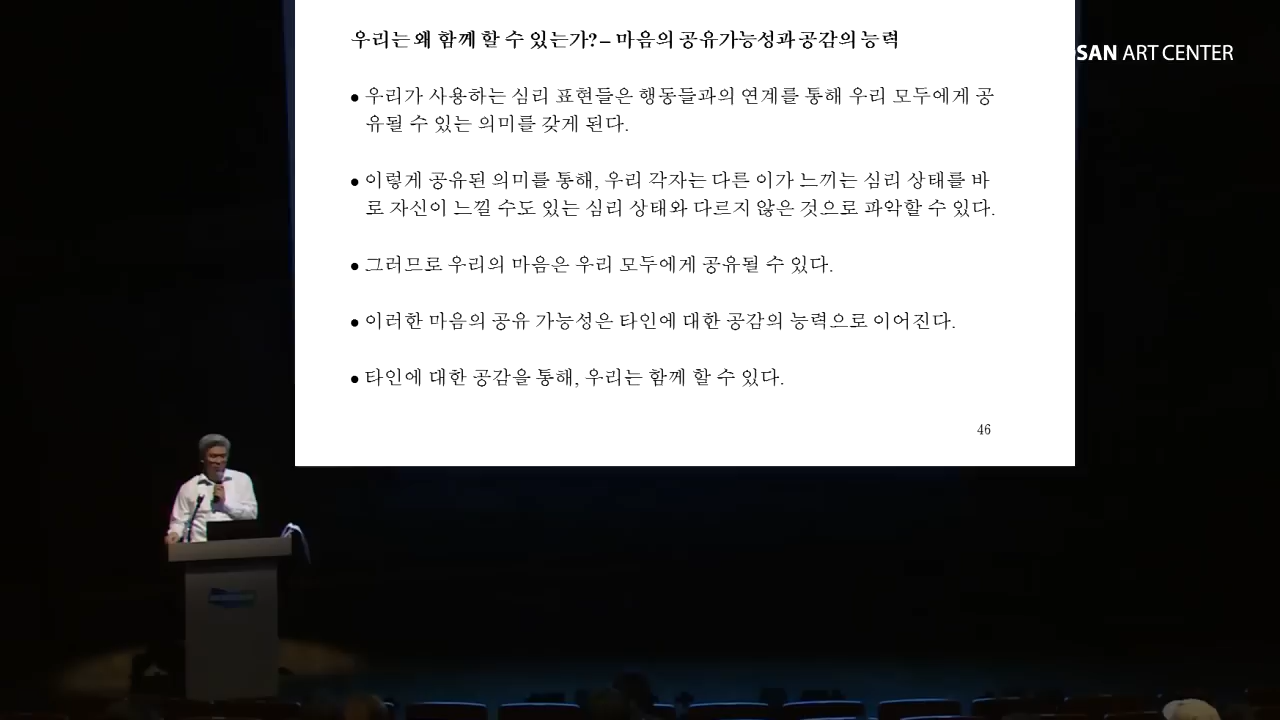 우리는 왜 함께 할 수 있는가? – 마음의 공유가능성과 공감의 능력
SAN ART CENTER
● 우리가 사용하는 심리 표현들은 행동들과의 연계를 통해 우리 모두에게 공
유될 수 있는 의미를 갖게 된다.
● 이렇게 공유된 의미를 통해, 우리 각자는 다른 이가 느끼는 심리 상태를 바
로 자신이 느낄 수도 있는 심리 상태와 다르지 않은 것으로 파악할 수 있다.
● 그러므로 우리의 마음은 우리 모두에게 공유될 수 있다.
● 이러한 마음의 공유 가능성은 타인에 대한 공감의 능력으로 이어진다.
● 타인에 대한 공감을 통해, 우리는 함께 할 수 있다.
46